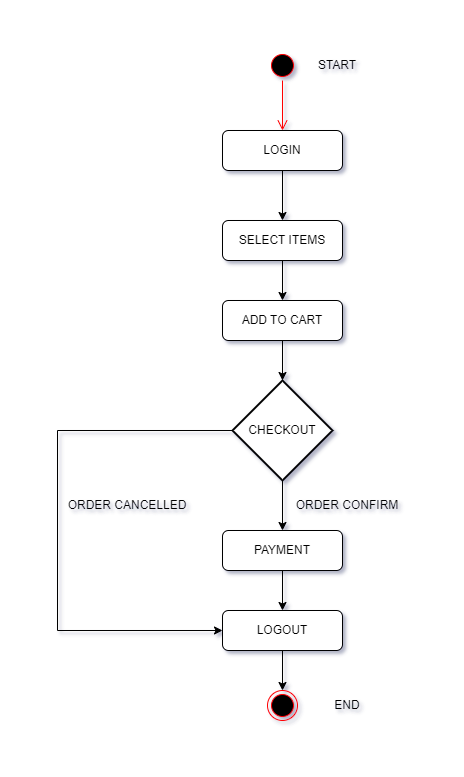 START
LOGIN
SELECT ITEMS
ADD TO CART
CHECKOUT
ORDER CANCELLED
ORDER CONFIRM
PAYMENT
LOGOUT
END